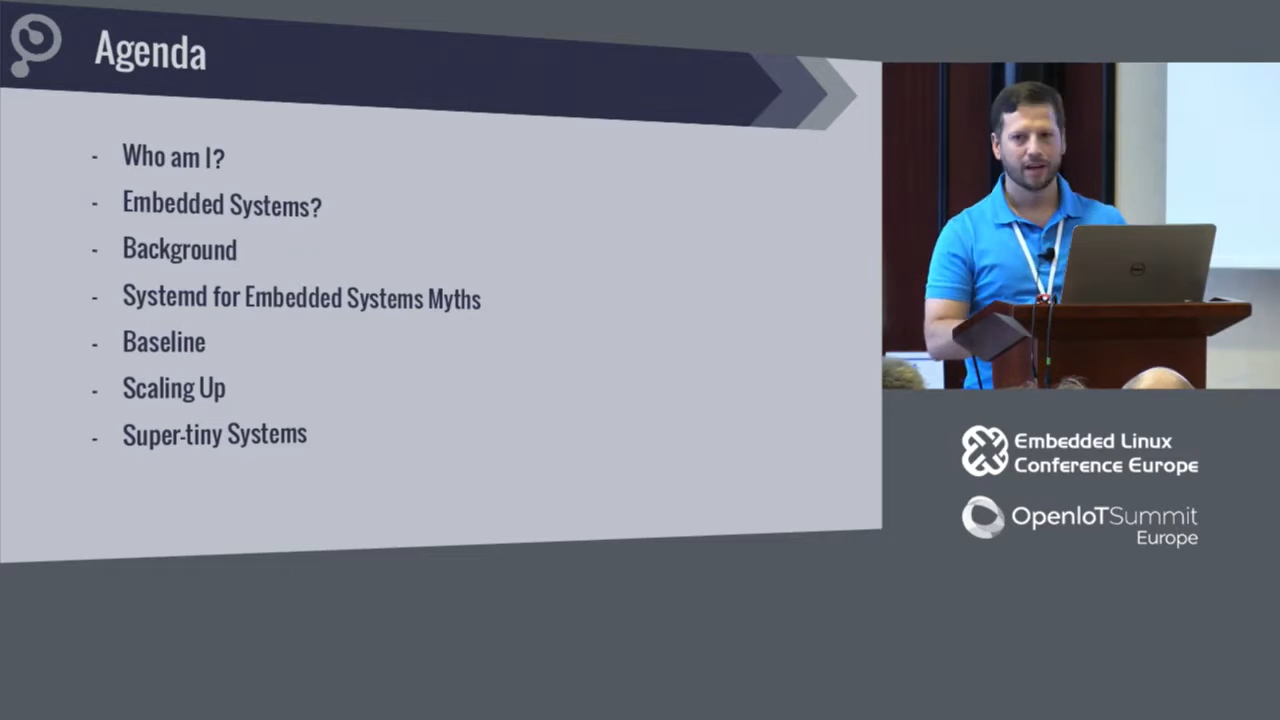 Agenda
- Who am I?
- Embedded Systems?
- Background
- Systemd for Embedded Systems Myths
- Baseline
- Scaling Up
- Super-tiny Systems
DELL
Embedded Linux
Conference Europe
OpenIoTSummit
Europe